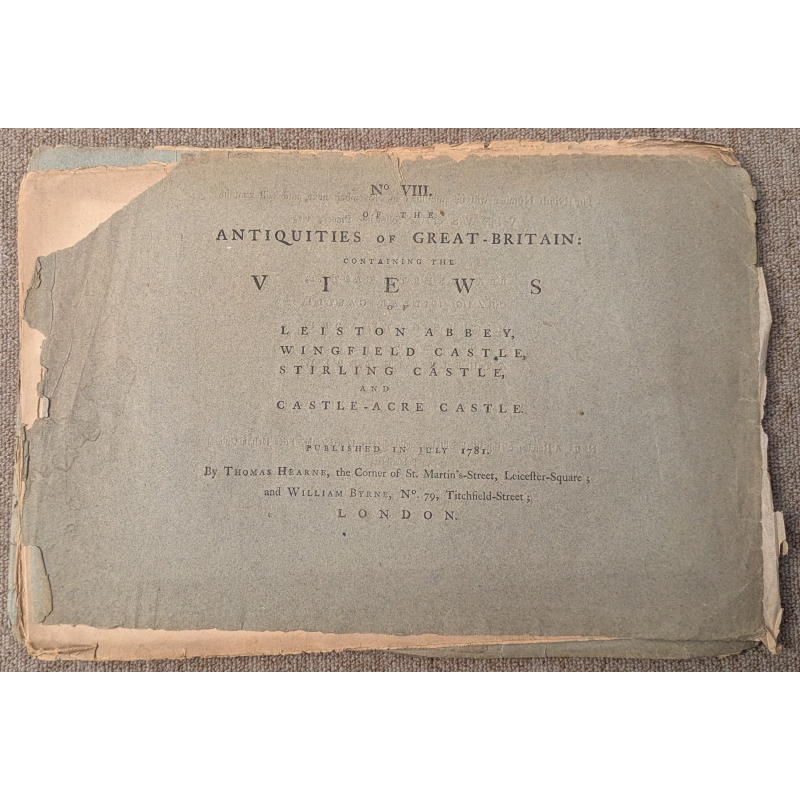 Nº VIII.
OF THE
ANTIQUITIES OF GREAT-BRITAIN:
CONTAINING THE
VIEWS
OF
LEISTON ABBEY,
WINGFIELD CASTLE,
STIRLING CASTLE,
AND
CASTLE-ACRE CASTLE.
PUBLISHED IN JULY 1781.
By THOMAS HEARNE, the Corner of St. Martin's-Street, Leicester-Square;
and WILLIAM BYRNE, Nº. 79, Titchfield-Street;
LONDON.